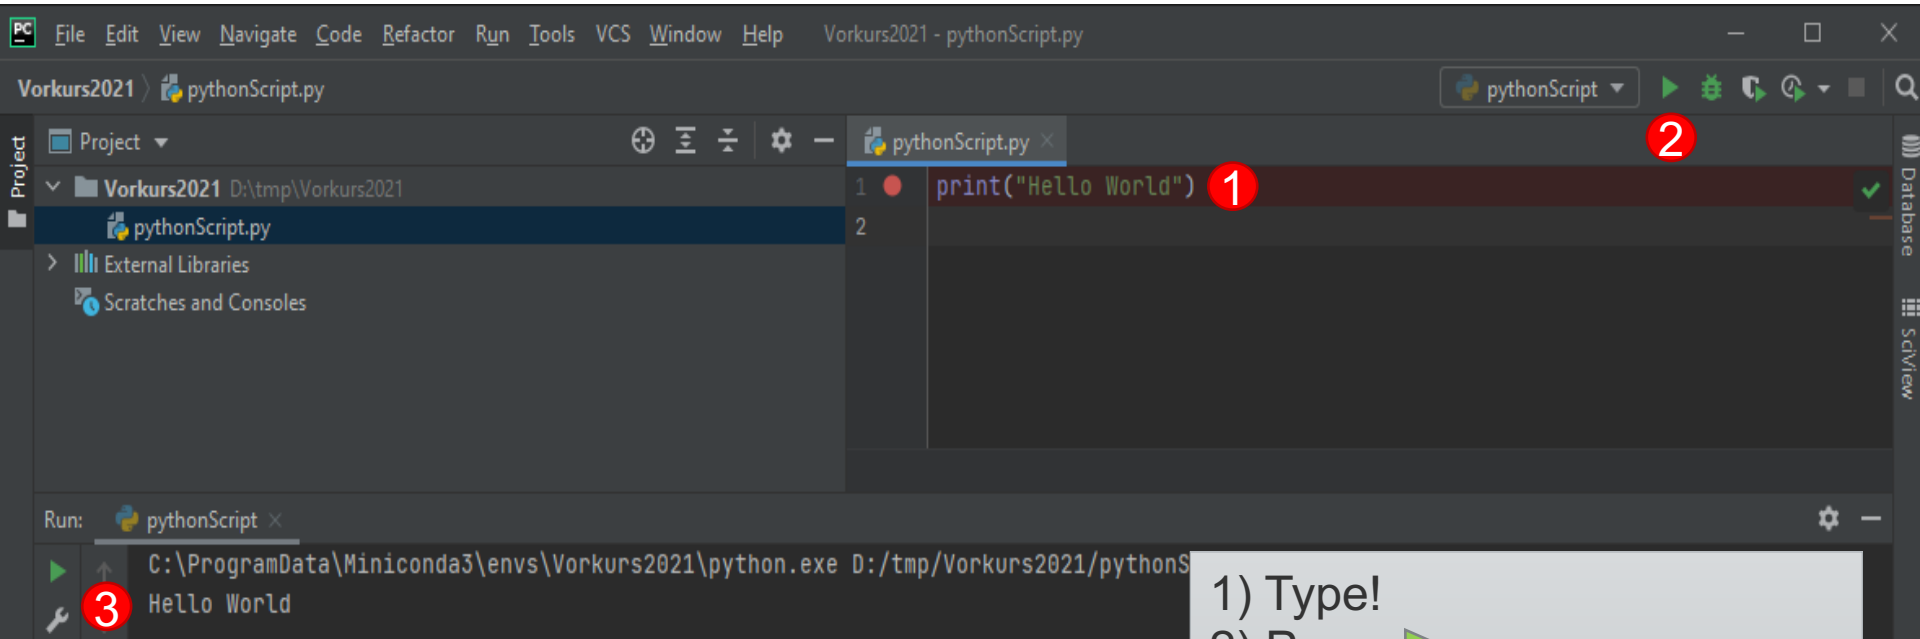 PC File Edit View Navigate Code Refactor Run Tools VCS Window Help Vorkurs2021 - pythonScript.py
Vorkurs2021 pythonScript.py pythonScript
Project
Project
pythonScript.py
2
Vorkurs2021 D:\tmp\Vorkurs2021
1 print("Hello World") 1
pythonScript.py
2
External Libraries
Scratches and Consoles
Database
SciView
Run: pythonScript
C:\ProgramData\Miniconda3\envs\Vorkurs2021\python.exe D:/tmp/Vorkurs2021/pythonS
3 Hello World
1) Type!